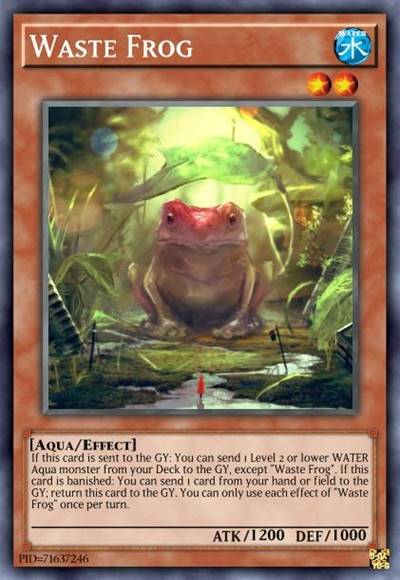 WASTE FROG
WATER
水
[AQUA/EFFECT]
If this card is sent to the GY: You can send 1 Level 2 or lower WATER
Aqua monster from your Deck to the GY, except "Waste Frog". If this
card is banished: You can send 1 card from your hand or field to the
GY; return this card to the GY. You can only use each effect of "Waste
Frog" once per turn.
ATK/1200 DEF/1000
PID=71637246